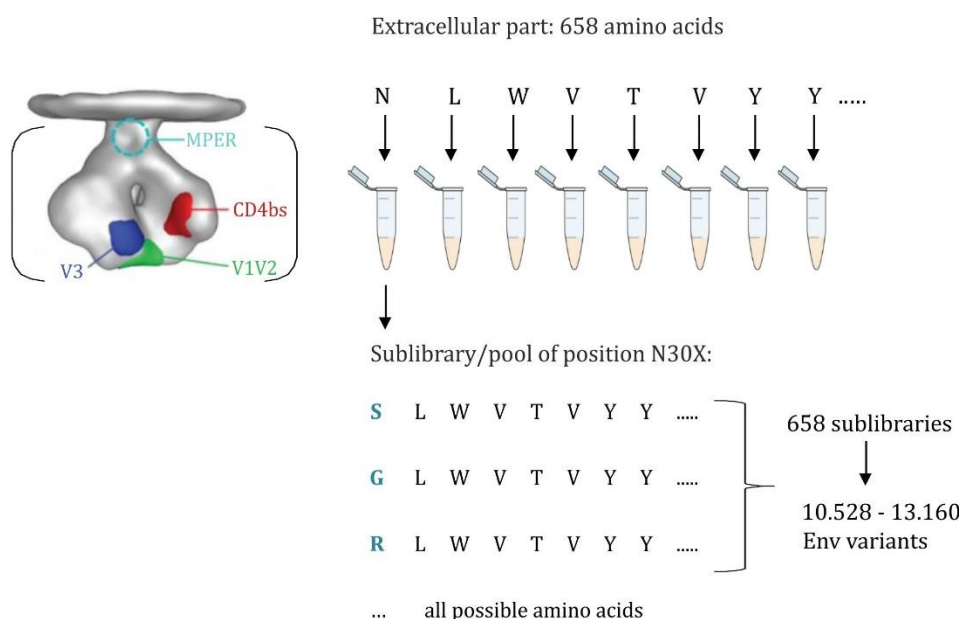 Extracellular part: 658 amino acids
N L W V T V Y Y .....
MPER
CD4bs
V3
V1V2
Sublibrary/pool of position N30X:
S L W V T V Y Y .....
G L W V T V Y Y .....
R L W V T V Y Y .....
... all possible amino acids
658 sublibraries
10.528 - 13.160
Env variants